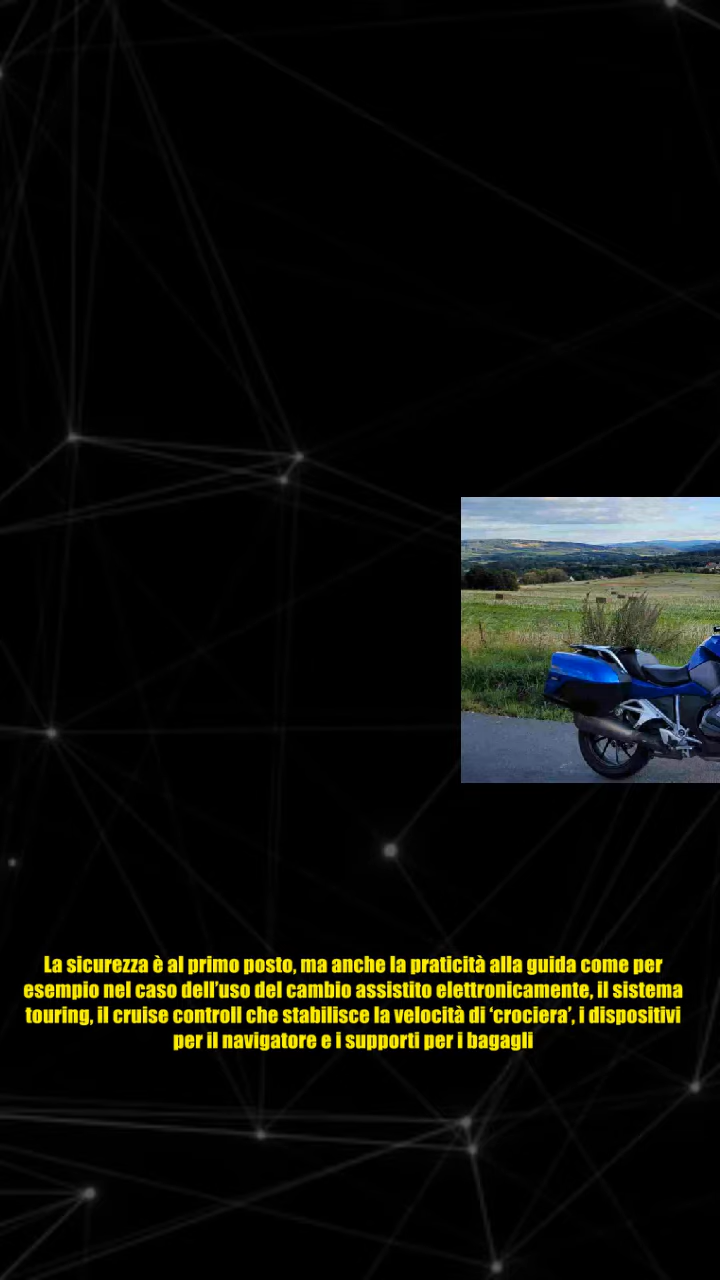 La sicurezza è al primo posto, ma anche la praticità alla guida come per
esempio nel caso dell'uso del cambio assistito elettronicamente, il sistema
touring, il cruise controll che stabilisce la velocità di ‘crociera’, i dispositivi
per il navigatore e i supporti per i bagagli